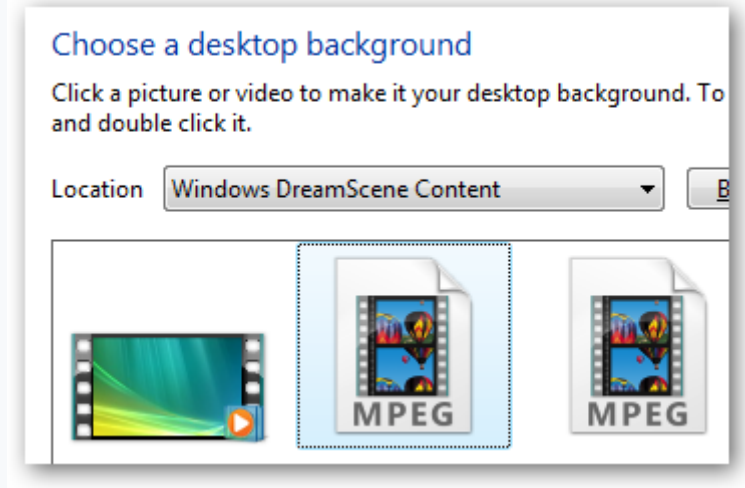 Choose a desktop background
Click a picture or video to make it your desktop background. To
and double click it.
Location Windows DreamScene Content B
MPEG MPEG